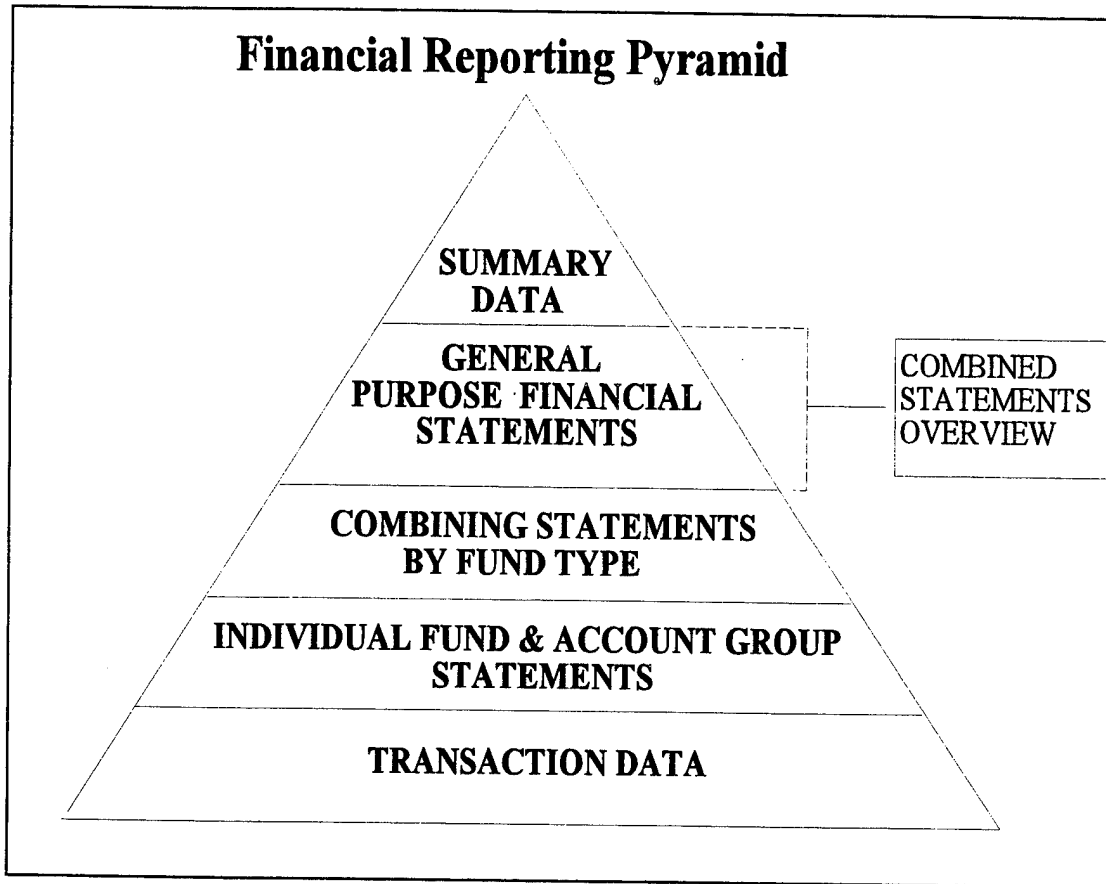 Financial Reporting Pyramid
SUMMARY
DATA
GENERAL
PURPOSE FINANCIAL
STATEMENTS
COMBINED
STATEMENTS
OVERVIEW
COMBINING STATEMENTS
BY FUND TYPE
INDIVIDUAL FUND & ACCOUNT GROUP
STATEMENTS
TRANSACTION DATA